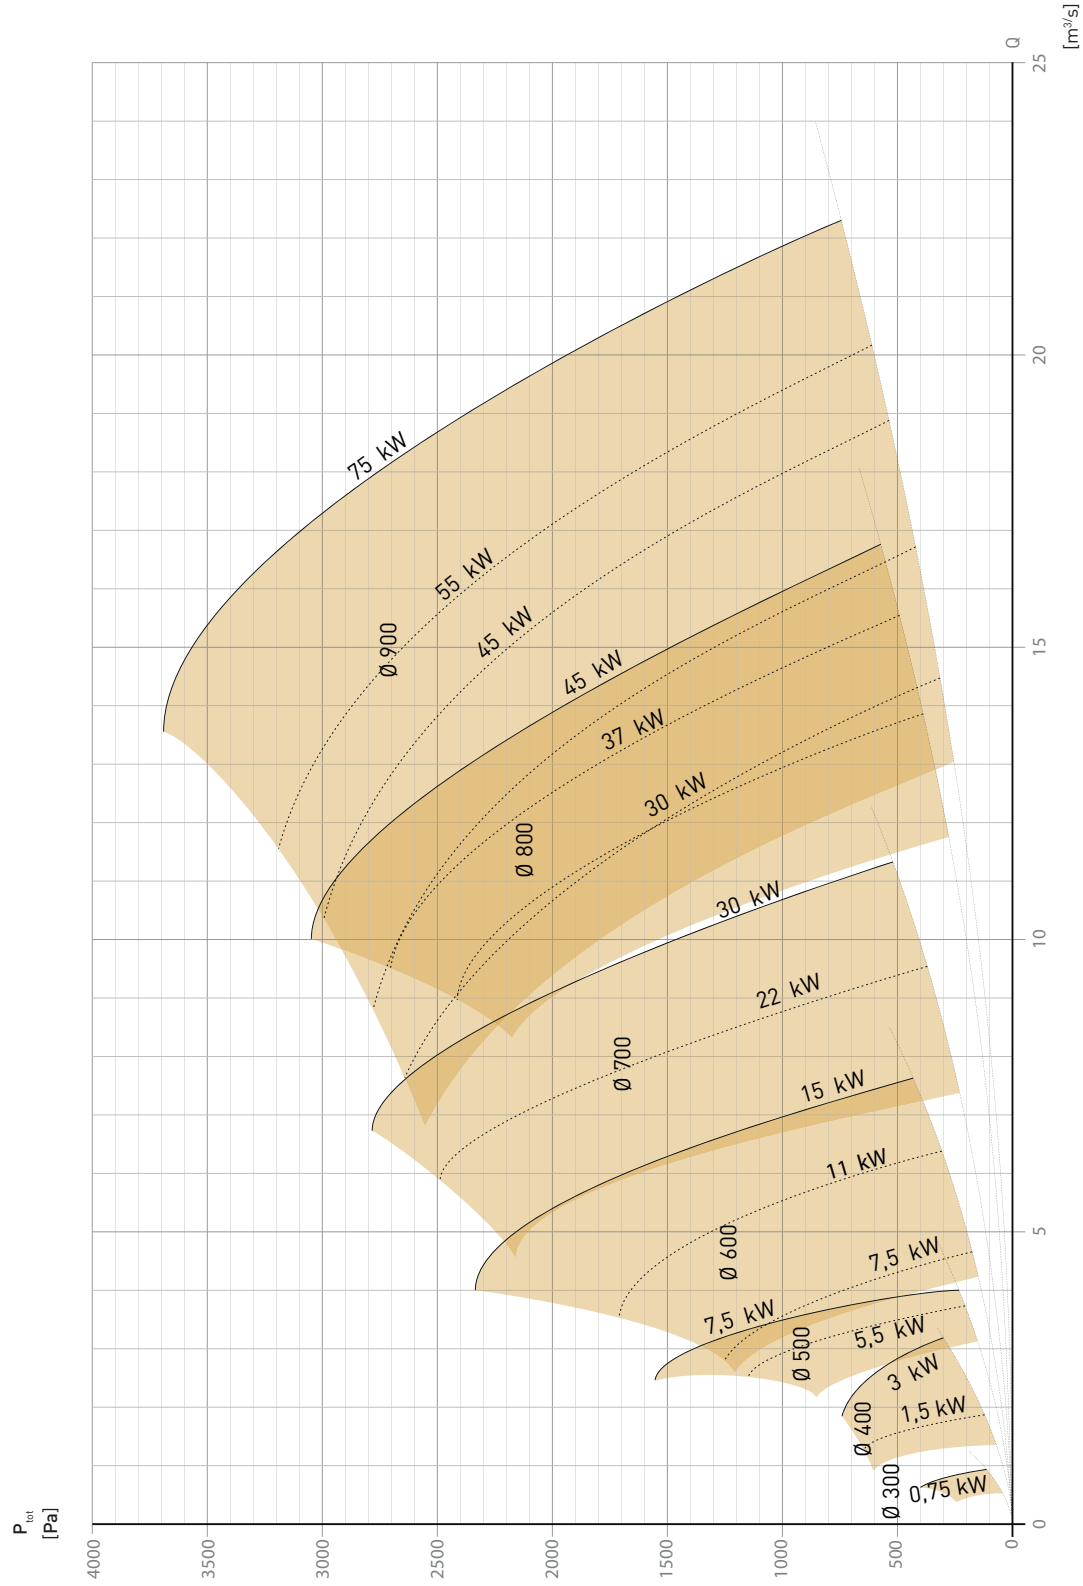 P tot
[Pa]
4000
3500
3000
2500
2000
1500
1000
500
0
0
5
10
15
20
25
Q
[m³/s]
75 kW
55 kW
Ø 900
45 kW
45 kW
37 kW
30 kW
Ø 800
30 kW
22 kW
Ø 700
15 kW
11 kW
Ø 600
7,5 kW
7,5 kW
5,5 kW
Ø 500
3 kW
1,5 kW
Ø 400
Ø 300
0,75 kW